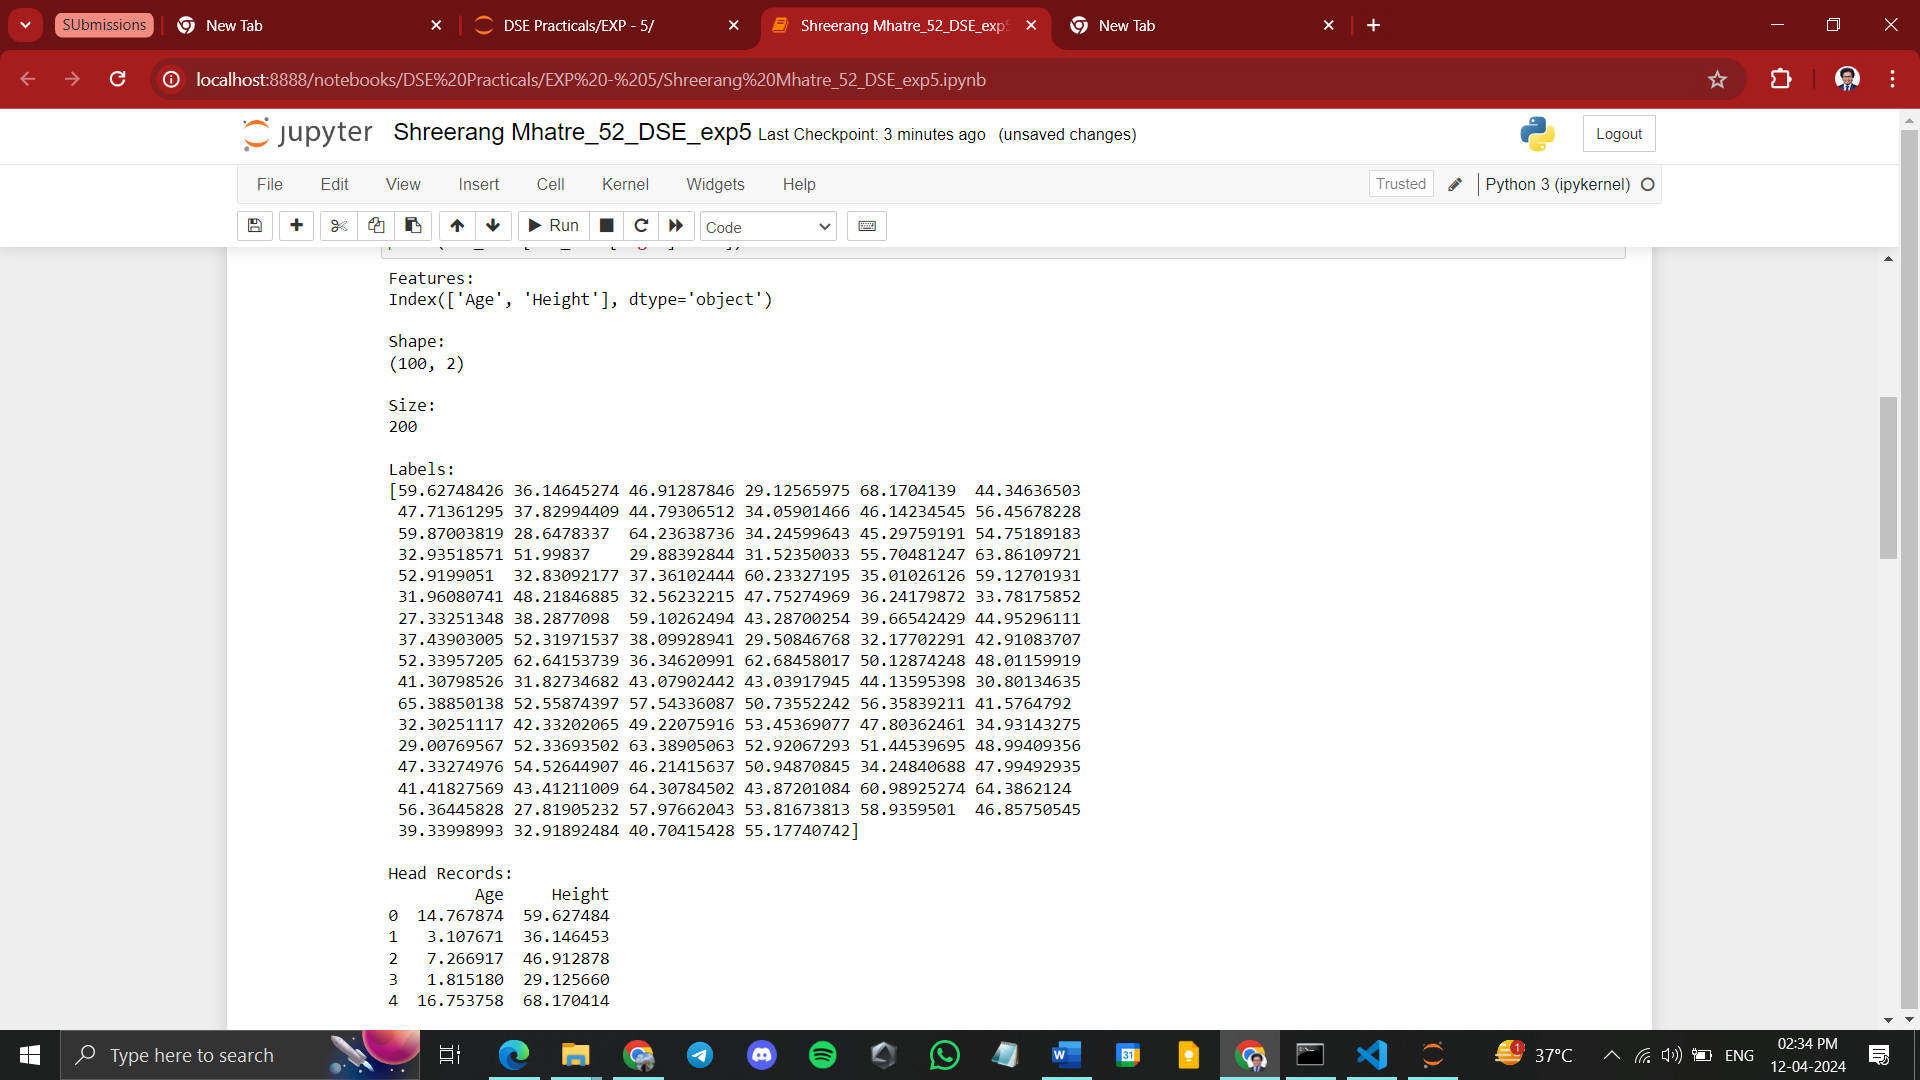 SUbmissions
New Tab
DSE Practicals/EXP - 5/
Shreerang Mhatre_52_DSE_exp5
New Tab
localhost:8888/notebooks/DSE%20Practicals/EXP%20-%205/Shreerang%20Mhatre_52_DSE_exp5.ipynb
jupyter Shreerang Mhatre_52_DSE_exp5 Last Checkpoint: 3 minutes ago (unsaved changes)
Logout
File Edit View Insert Cell Kernel Widgets Help
Trusted
Python 3 (ipykernel)
Run
Code
Features:
Index(['Age', 'Height'], dtype='object')
Shape:
(100, 2)
Size:
200
Labels:
[59.62748426 36.14645274 46.91287846 29.12565975 68.1704139  44.34636503
47.71361295 37.82994409 44.79306512 34.05901466 46.14234545 56.45678228
59.87003819 28.6478337  64.23638736 34.24599643 45.29759191 54.75189183
32.93518571 51.99837    29.88392844 31.52350033 55.70481247 63.86109721
52.9199051  32.83092177 37.36102444 60.23327195 35.01026126 59.12701931
31.96080741 48.21846885 32.56232215 47.75274969 36.24179872 33.78175852
27.33251348 38.2877098  59.10262494 43.28700254 39.66542429 44.95296111
37.43903005 52.31971537 38.09928941 29.50846768 32.17702291 42.91083707
52.33957205 62.64153739 36.34620991 62.68458017 50.12874248 48.01159919
41.30798526 31.82734682 43.07902442 43.03917945 44.13595398 30.80134635
65.38850138 52.55874397 57.54336087 50.73552242 56.35839211 41.5764792
32.30251117 42.33202065 49.22075916 53.45369077 47.80362461 34.93143275
29.00769567 52.33693502 63.38905063 52.92067293 51.44539695 48.99409356
47.33274976 54.52644907 46.21415637 50.94870845 34.24840688 47.99492935
41.41827569 43.41211009 64.30784502 43.87201084 60.98925274 64.3862124
56.36445828 27.81905232 57.97662043 53.81673813 58.9359501  46.85750545
39.33998993 32.91892484 40.70415428 55.17740742]
Head Records:
Age Height
0 14.767874 59.627484
1 3.107671 36.146453
2 7.266917 46.912878
3 1.815180 29.125660
4 16.753758 68.170414
Type here to search
31
1
37°C
ENG
02:34 PM
12-04-2024